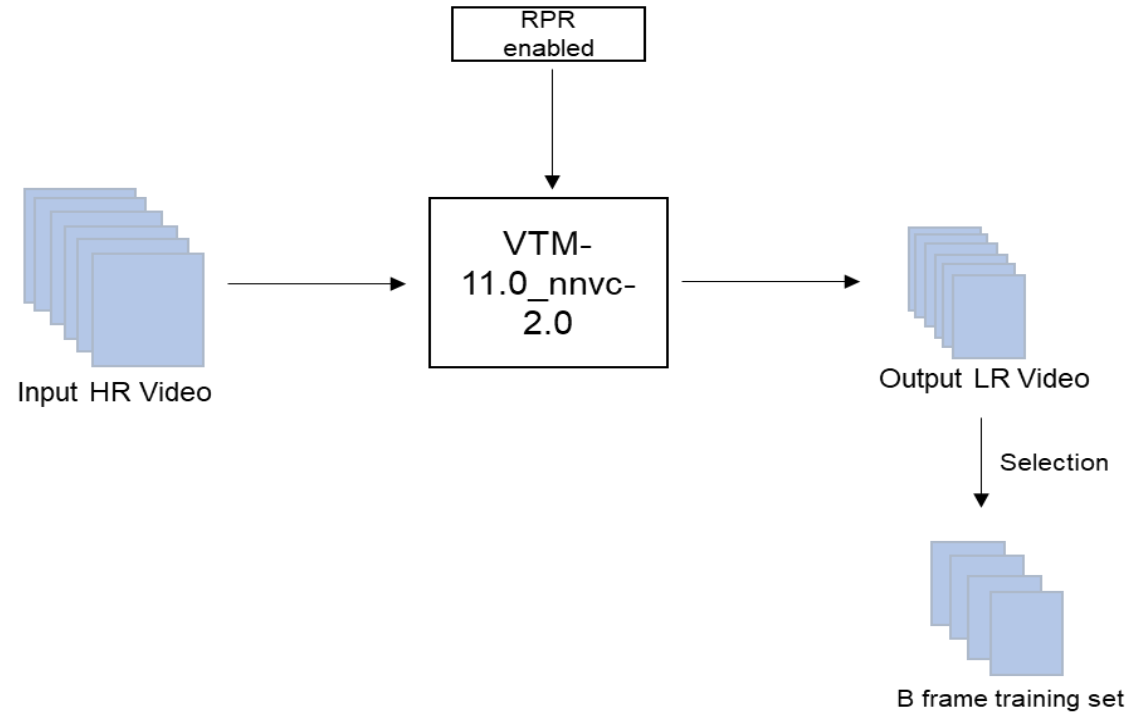 RPR
enabled
VTM-
11.0_nnvc-
2.0
Input HR Video
Output LR Video
Selection
B frame training set